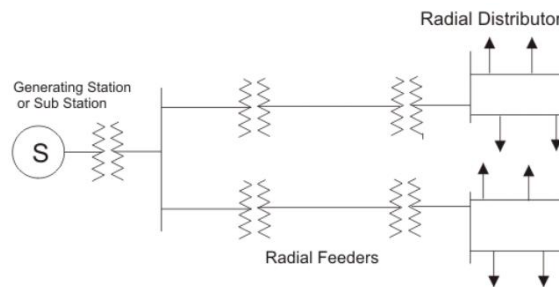 Radial Distributor
Generating Station
or Sub Station
S
Radial Feeders